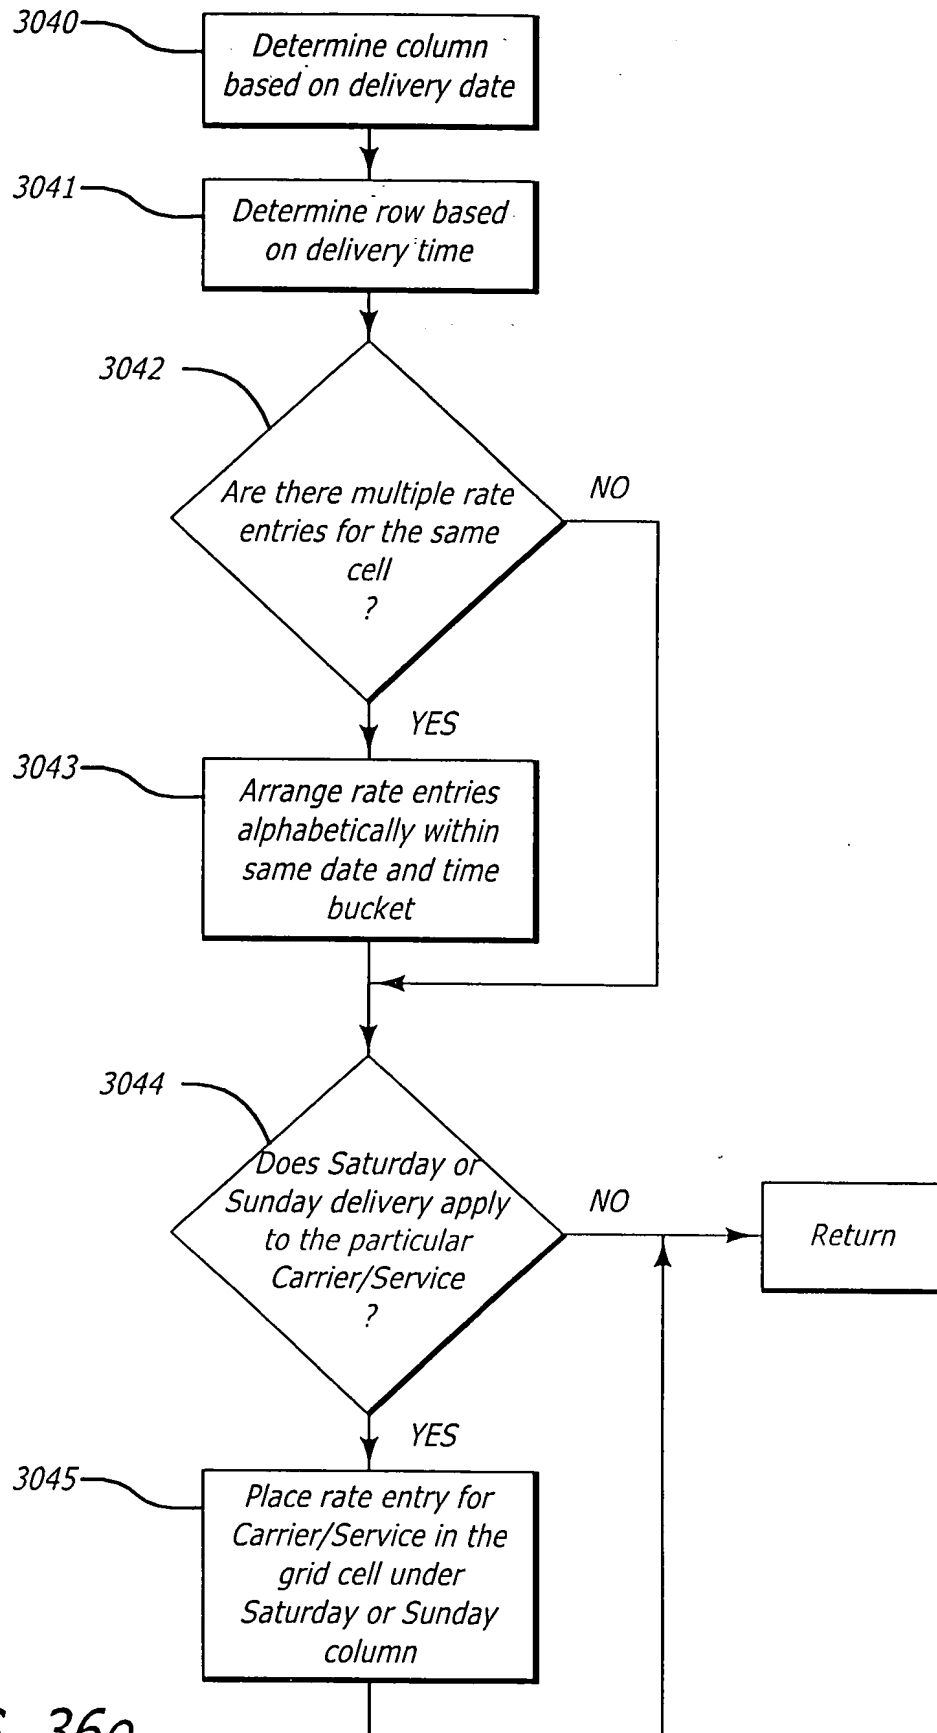 3040
Determine column
based on delivery date
3041
Determine row based
on delivery time
3042
Are there multiple rate
entries for the same
cell
?
NO
YES
3043
Arrange rate entries
alphabetically within
same date and time
bucket
3044
Does Saturday or
Sunday delivery apply
to the particular
Carrier/Service
?
NO
Return
YES
3045
Place rate entry for
Carrier/Service in the
grid cell under
Saturday or Sunday
column